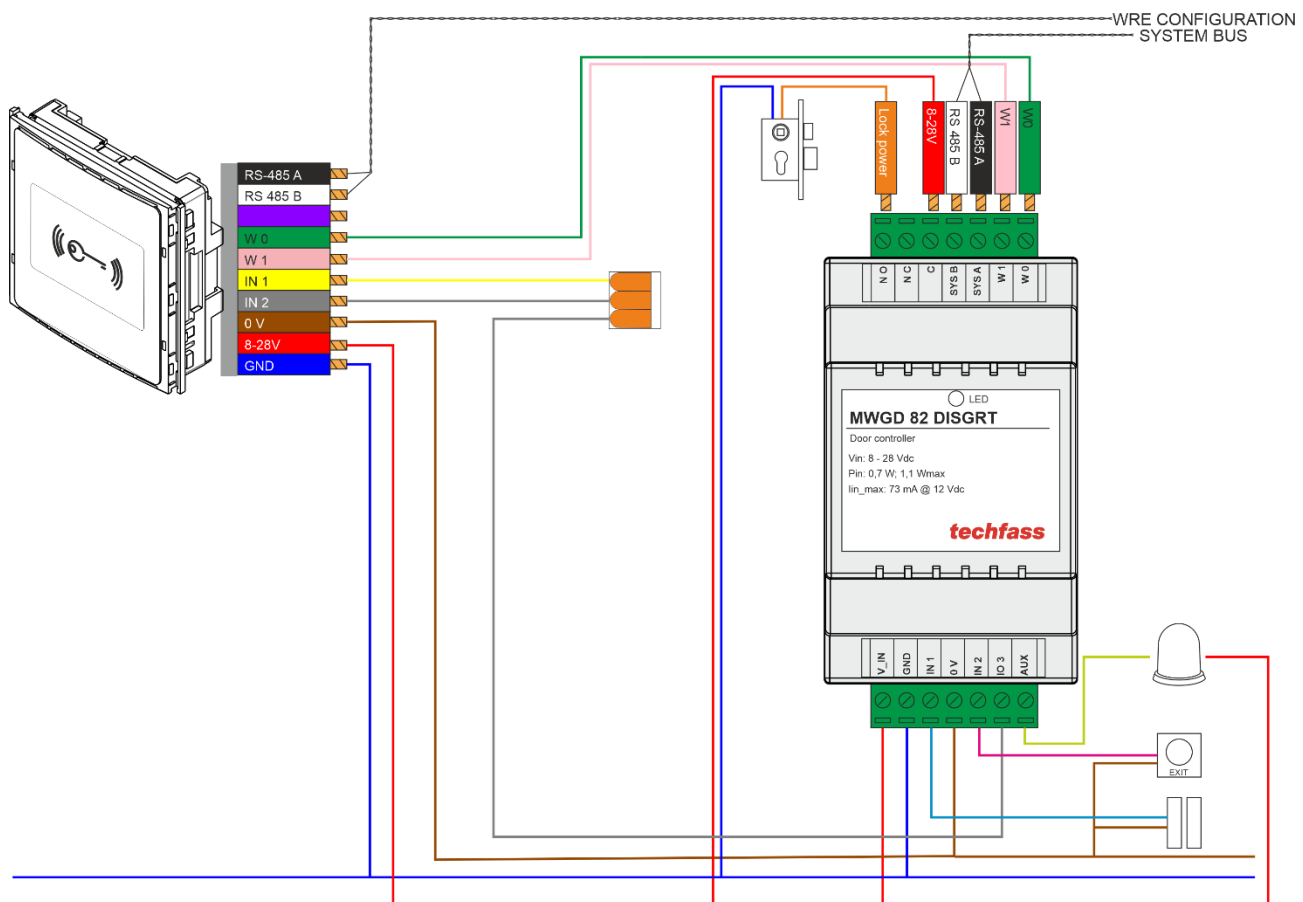 WRE CONFIGURATION
SYSTEM BUS
RS-485 A
RS 485 B
W 0
W 1
IN 1
IN 2
0 V
8-28V
GND
Lock power
8-28V
RS 485 B
RS-485 A
W1
W0
N O
N C
C
SYS B
SYS A
W 1
W 0
LED
MWGD 82 DISGRT
Door controller
Vin: 8 - 28 Vdc
Pin: 0,7 W; 1,1 Wmax
Iin_max: 73 mA @ 12 Vdc
techfass
V_IN
GND
IN 1
0 V
IN 2
IO 3
AUX
EXIT